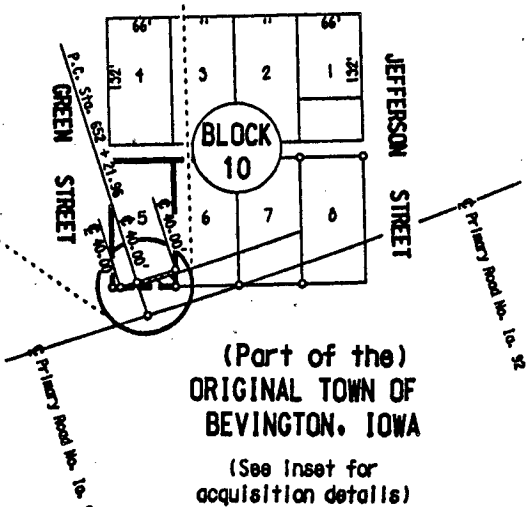 66'
66'
4
3
2
1
132'
132'
P.C. Sta. 652 + 21.96
GREEN STREET
JEFFERSON STREET
BLOCK
10
5
6
7
8
℄ 40.00'
℄ 40.00'
℄ 40.00'
℄ Primary Road No. Ia. 92
℄ Primary Road No. Ia.
(Part of the)
ORIGINAL TOWN OF
BEVINGTON, IOWA
(See inset for
acquisition details)